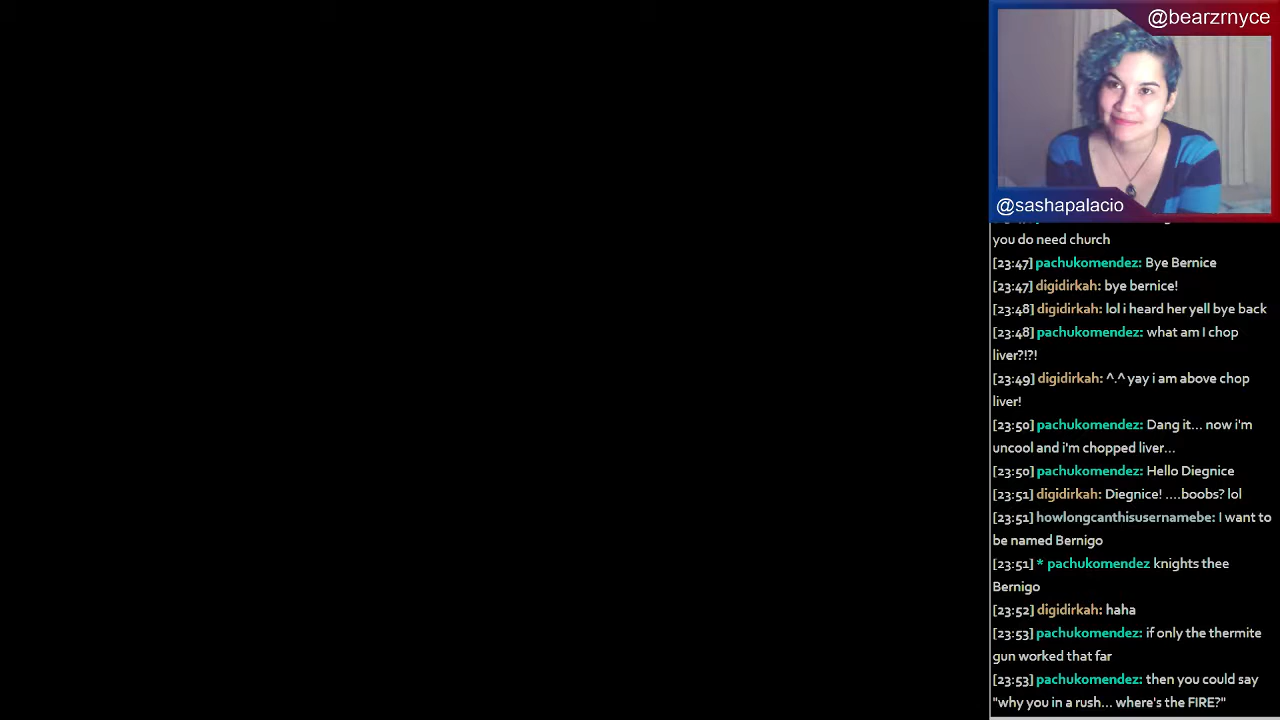 @bearzrnyce
@sashapalacio
you do need church
[23:47] pachukomendez: Bye Bernice
[23:47] digidirkah: bye bernice!
[23:48] digidirkah: lol i heard her yell bye back
[23:48] pachukomendez: what am I chop
liver?!?!
[23:49] digidirkah: ^.^ yay i am above chop
liver!
[23:50] pachukomendez: Dang it... now i'm
uncool and i'm chopped liver...
[23:50] pachukomendez: Hello Diegnice
[23:51] digidirkah: Diegnice! ....boobs? lol
[23:51] howlongcanthisusernamebe: I want to
be named Bernigo
[23:51] * pachukomendez knights thee
Bernigo
[23:52] digidirkah: haha
[23:53] pachukomendez: if only the thermite
gun worked that far
[23:53] pachukomendez: then you could say
"why you in a rush... where's the FIRE?"